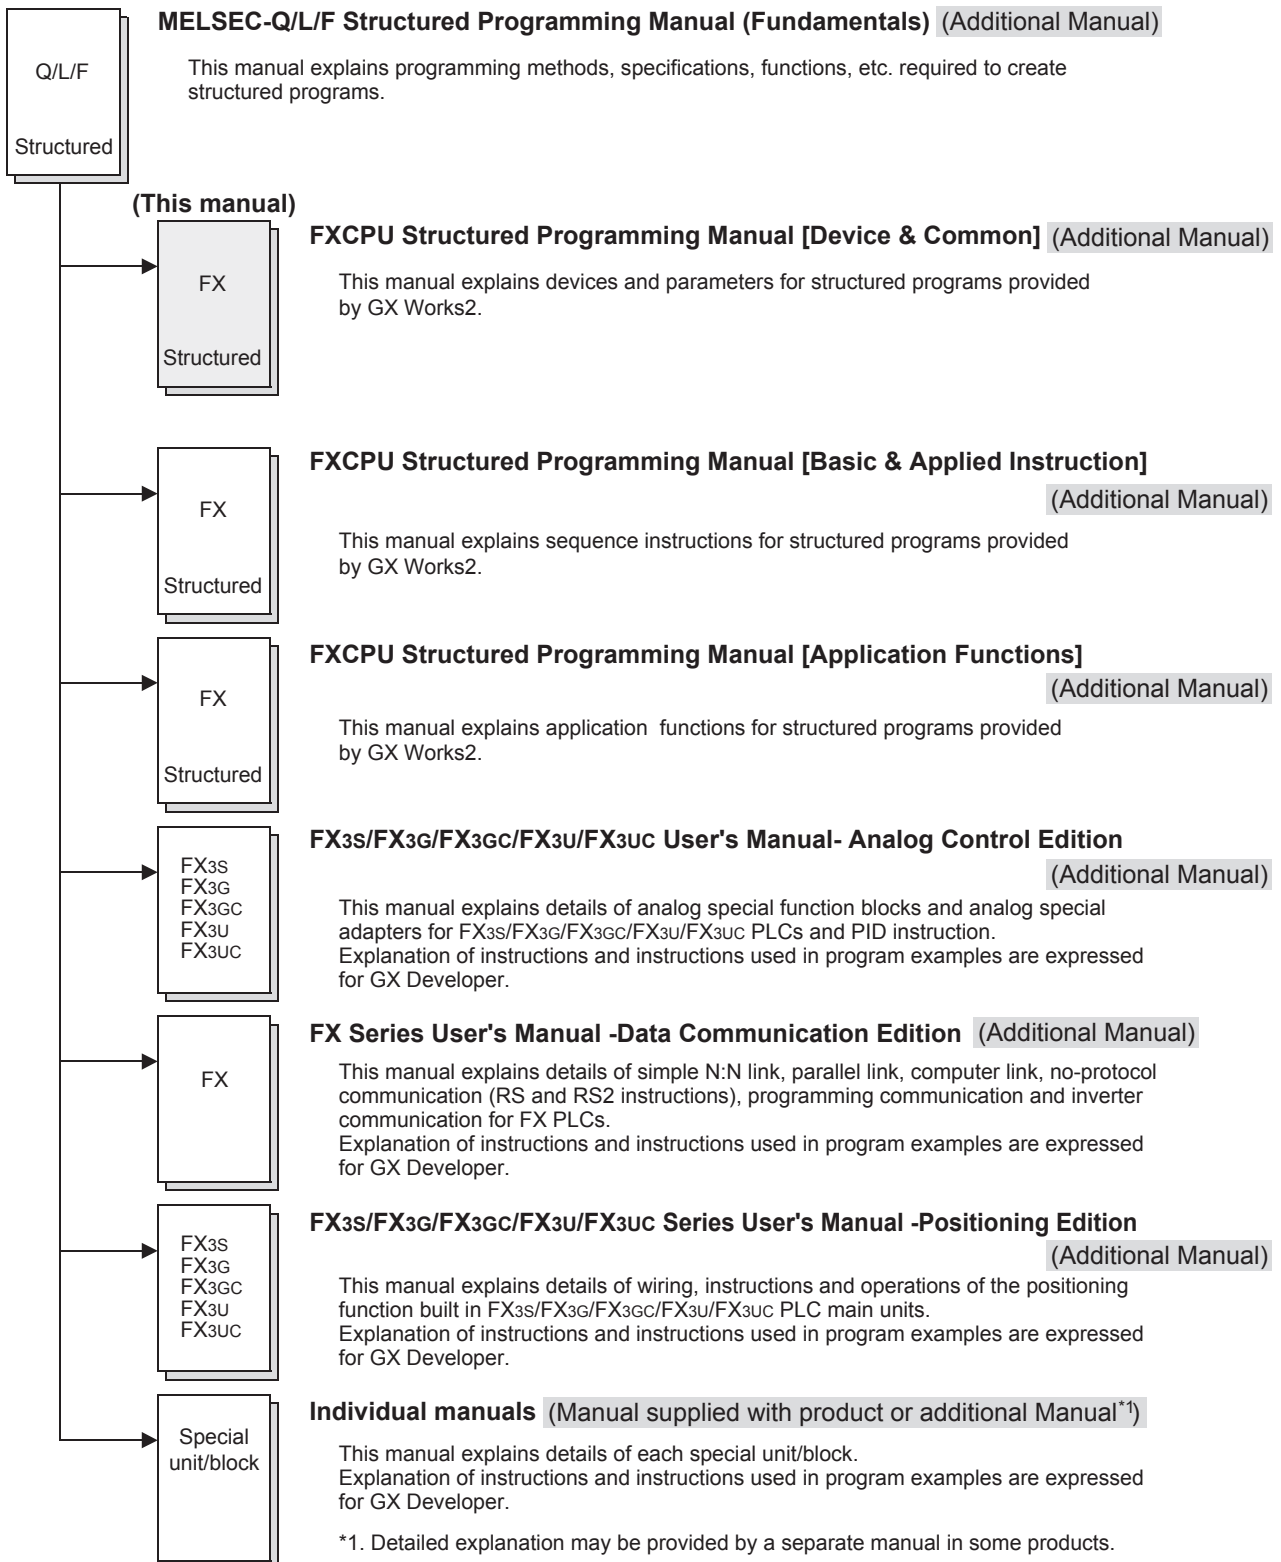 MELSEC-Q/L/F Structured Programming Manual (Fundamentals) (Additional Manual)
Q/L/F
Structured
This manual explains programming methods, specifications, functions, etc. required to create
structured programs.
(This manual)
FX
Structured
FXCPU Structured Programming Manual [Device & Common] (Additional Manual)
This manual explains devices and parameters for structured programs provided
by GX Works2.
FX
Structured
FXCPU Structured Programming Manual [Basic & Applied Instruction]
(Additional Manual)
This manual explains sequence instructions for structured programs provided
by GX Works2.
FX
Structured
FXCPU Structured Programming Manual [Application Functions]
(Additional Manual)
This manual explains application  functions for structured programs provided
by GX Works2.
FX3S
FX3G
FX3GC
FX3U
FX3UC
FX3S/FX3G/FX3GC/FX3U/FX3UC User's Manual- Analog Control Edition
(Additional Manual)
This manual explains details of analog special function blocks and analog special
adapters for FX3S/FX3G/FX3GC/FX3U/FX3UC PLCs and PID instruction.
Explanation of instructions and instructions used in program examples are expressed
for GX Developer.
FX
FX Series User's Manual -Data Communication Edition (Additional Manual)
This manual explains details of simple N:N link, parallel link, computer link, no-protocol
communication (RS and RS2 instructions), programming communication and inverter
communication for FX PLCs.
Explanation of instructions and instructions used in program examples are expressed
for GX Developer.
FX3S
FX3G
FX3GC
FX3U
FX3UC
FX3S/FX3G/FX3GC/FX3U/FX3UC Series User's Manual -Positioning Edition
(Additional Manual)
This manual explains details of wiring, instructions and operations of the positioning
function built in FX3S/FX3G/FX3GC/FX3U/FX3UC PLC main units.
Explanation of instructions and instructions used in program examples are expressed
for GX Developer.
Special
unit/block
Individual manuals (Manual supplied with product or additional Manual*1)
This manual explains details of each special unit/block.
Explanation of instructions and instructions used in program examples are expressed
for GX Developer.
*1. Detailed explanation may be provided by a separate manual in some products.